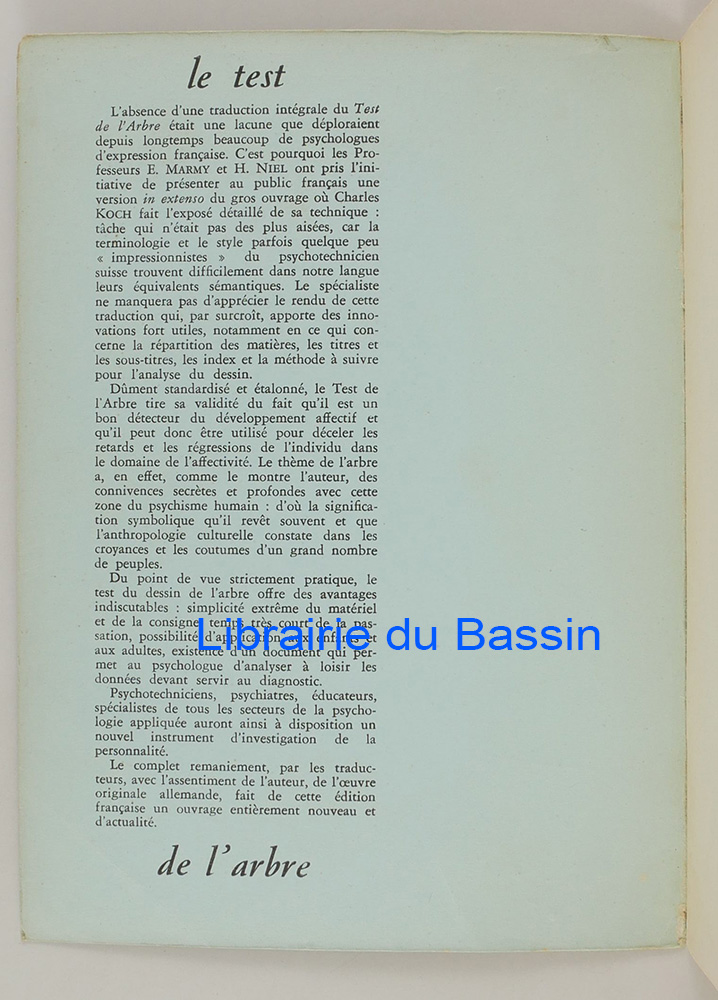 le test
L'absence d'une traduction intégrale du Test
de l'Arbre était une lacune que déploraient
depuis longtemps beaucoup de psychologues
d'expression française. C'est pourquoi les Pro-
fesseurs E. MARMY et H. NIEL ont pris l'ini-
tiative de présenter au public français une
version in extenso du gros ouvrage où Charles
KOCH fait l'exposé détaillé de sa technique :
tâche qui n'était pas des plus aisées, car la
terminologie et le style parfois quelque peu
« impressionnistes » du psychotechnicien
suisse trouvent difficilement dans notre langue
leurs équivalents sémantiques. Le spécialiste
ne manquera pas d'apprécier le rendu de cette
traduction qui, par surcroît, apporte des inno-
vations fort utiles, notamment en ce qui con-
cerne la répartition des matières, les titres et
les sous-titres, les index et la méthode à suivre
pour l'analyse du dessin.
Dûment standardisé et étalonné, le Test de
l'Arbre tire sa validité du fait qu'il est un
bon détecteur du développement affectif et
qu'il peut donc être utilisé pour déceler les
retards et les régressions de l'individu dans
le domaine de l'affectivité. Le thème de l'arbre
a, en effet, comme le montre l'auteur, des
connivences secrètes et profondes avec cette
zone du psychisme humain : d'où la significa-
tion symbolique qu'il revêt souvent et que
l'anthropologie culturelle constate dans les
croyances et les coutumes d'un grand nombre
de peuples.
Du point de vue strictement pratique, le
test du dessin de l'arbre offre des avantages
indiscutables : simplicité extrême du matériel
et de la consigne, temps très court de la pas-
sation, possibilité d'application aux enfants et
aux adultes, existence d'un document qui per-
met au psychologue d'analyser à loisir les
données devant servir au diagnostic.
Psychotechniciens, psychiatres, éducateurs,
spécialistes de tous les secteurs de la psycho-
logie appliquée auront ainsi à disposition un
nouvel instrument d'investigation de la
personnalité.
Le complet remaniement, par les traduc-
teurs, avec l'assentiment de l'auteur, de l'œuvre
originale allemande, fait de cette édition
française un ouvrage entièrement nouveau et
d'actualité.
de l'arbre
Librairie du Bassin